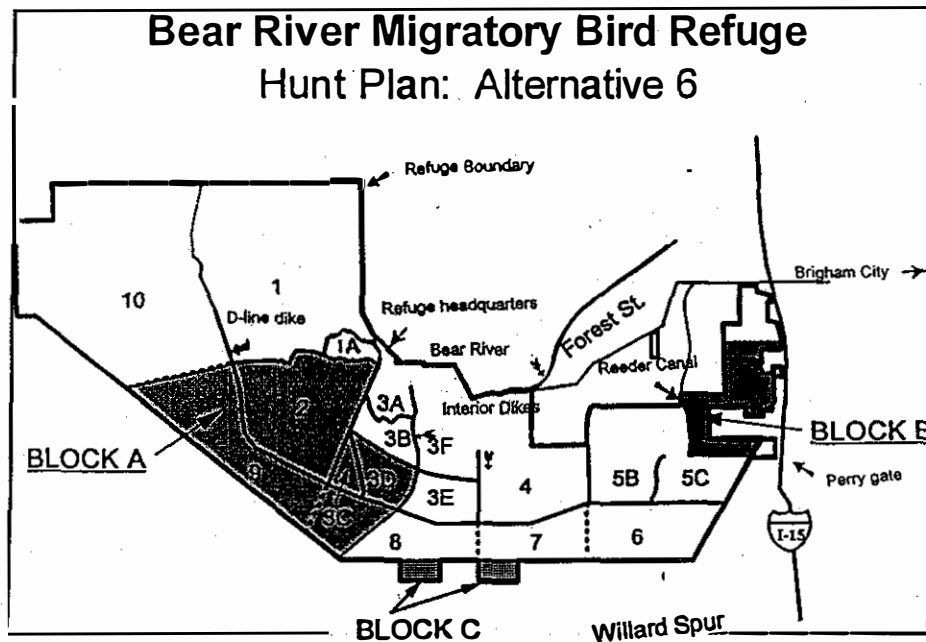 Bear River Migratory Bird Refuge
Hunt Plan: Alternative 6
Refuge Boundary
Brigham City
10
1
Refuge headquarters
D-line dike
1A
Bear River
Forest St.
Reeder Canal
2
3A
Interior Dikes
3B
3F
BLOCK A
BLOCK B
9
3D
3E
4
5B
5C
Perry gate
3C
8
7
6
I-15
BLOCK C
Willard Spur